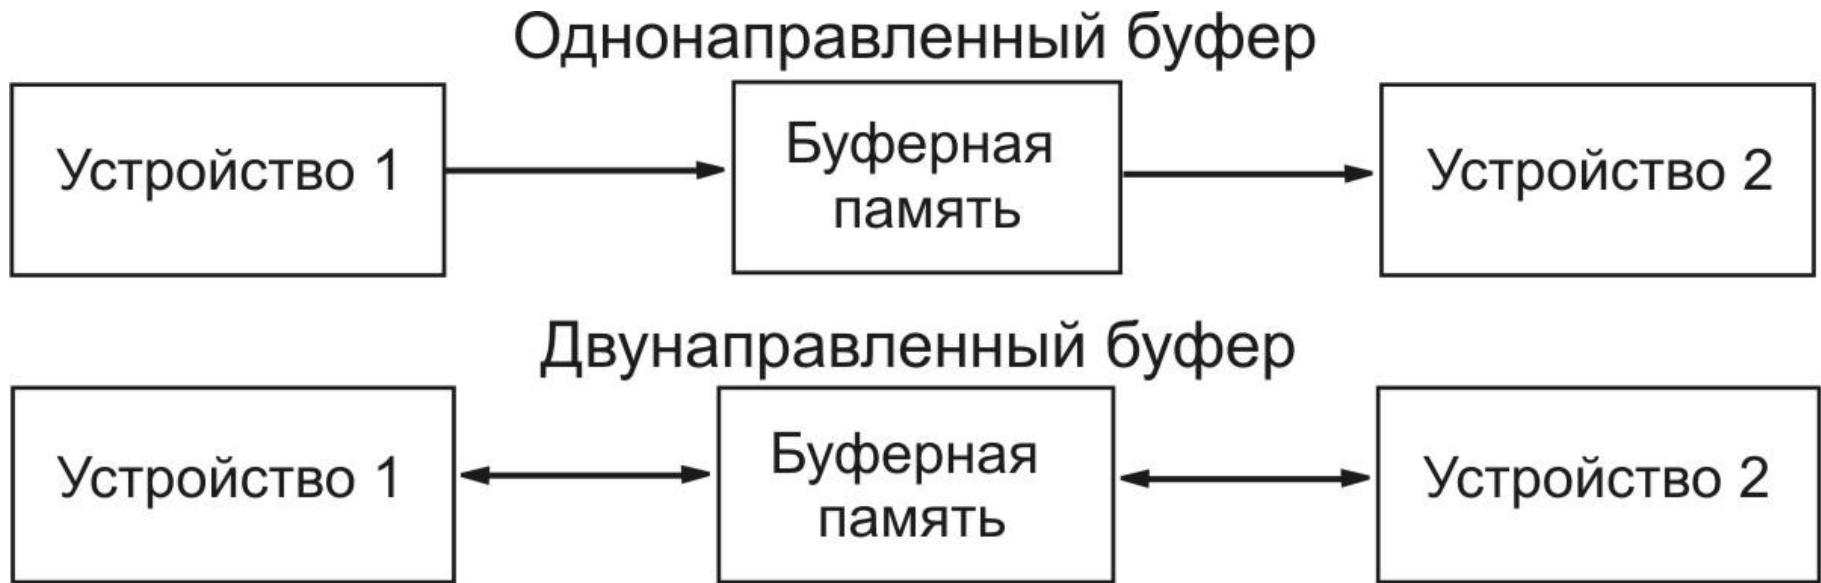 Однонаправленный буфер
Устройство 1
Буферная
память
Устройство 2
Двунаправленный буфер
Устройство 1
Буферная
память
Устройство 2